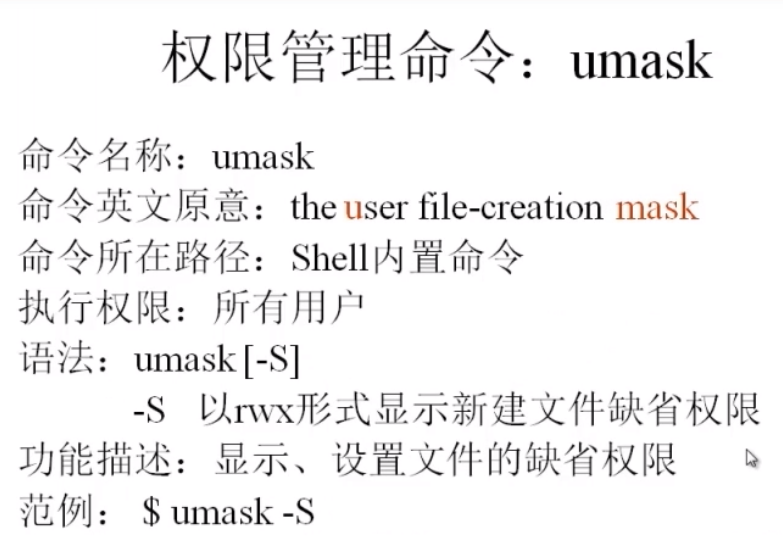 权限管理命令：umask
命令名称：umask
命令英文原意：the user file-creation mask
命令所在路径：Shell内置命令
执行权限：所有用户
语法：umask [-S]
-S 以rwx形式显示新建文件缺省权限
功能描述：显示、设置文件的缺省权限
范例： $ umask -S